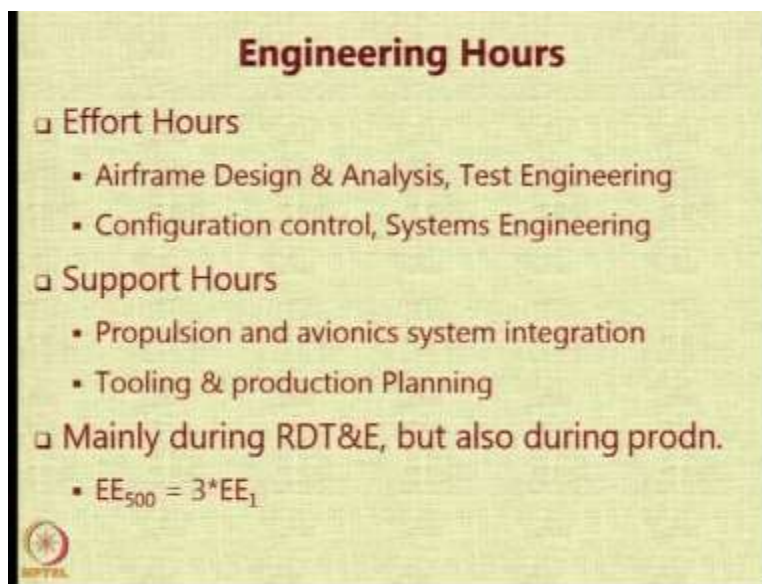 Engineering Hours
❑ Effort Hours
▪ Airframe Design & Analysis, Test Engineering
▪ Configuration control, Systems Engineering
❑ Support Hours
▪ Propulsion and avionics system integration
▪ Tooling & production Planning
❑ Mainly during RDT&E, but also during prodn.
▪ EE₅₀₀ = 3*EE₁
NPTEL